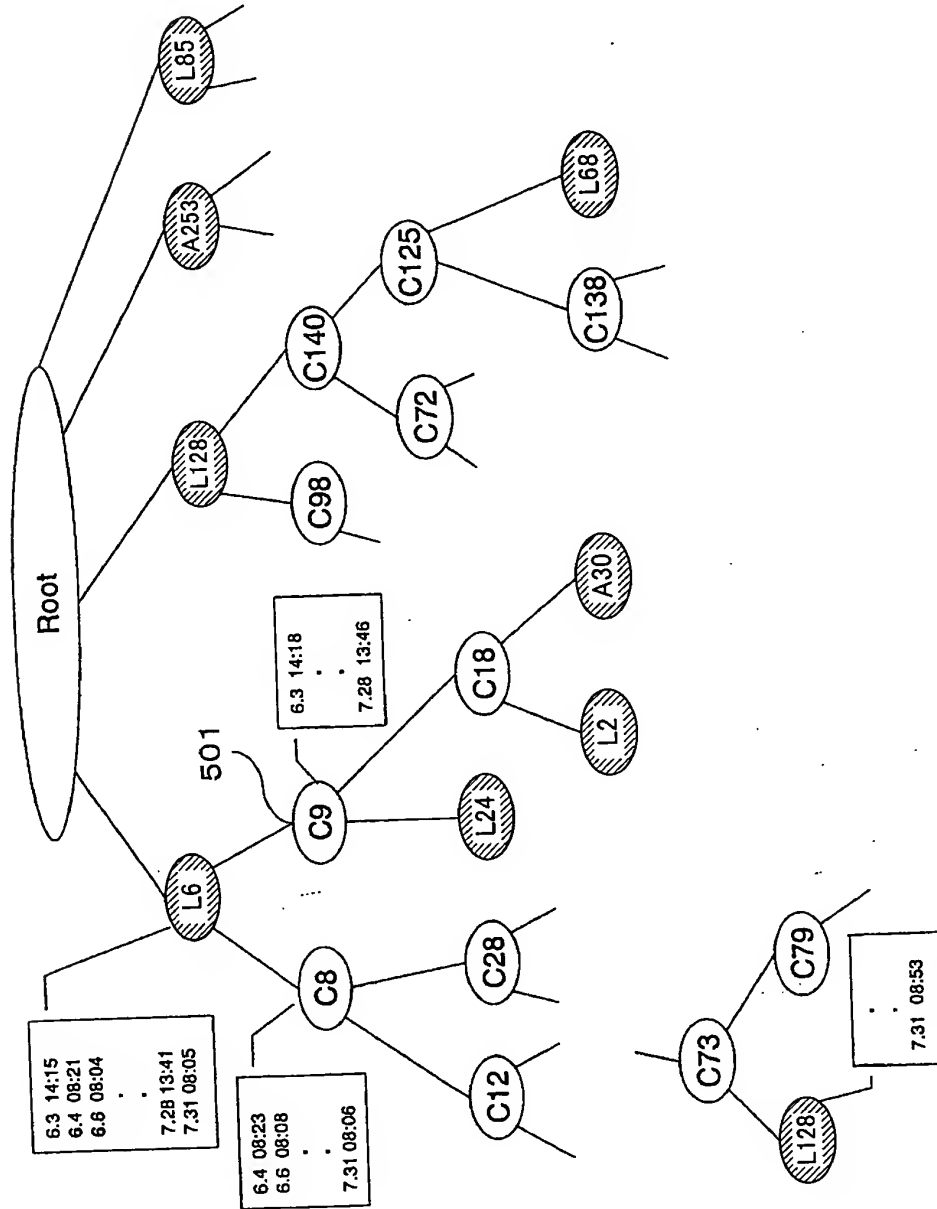 Root
L6
L128
A253
L85
6.3 14:15
6.4 08:21
6.6 08:04
. .
7.28 13:41
7.31 08:05
501
C8
C9
C98
C140
6.4 08:23
6.6 08:08
. .
7.31 08:06
6.3 14:18
. .
7.28 13:46
C12
C28
L24
C18
C72
C125
L2
A30
C138
L68
C73
L128
C79
. .
7.31 08:53